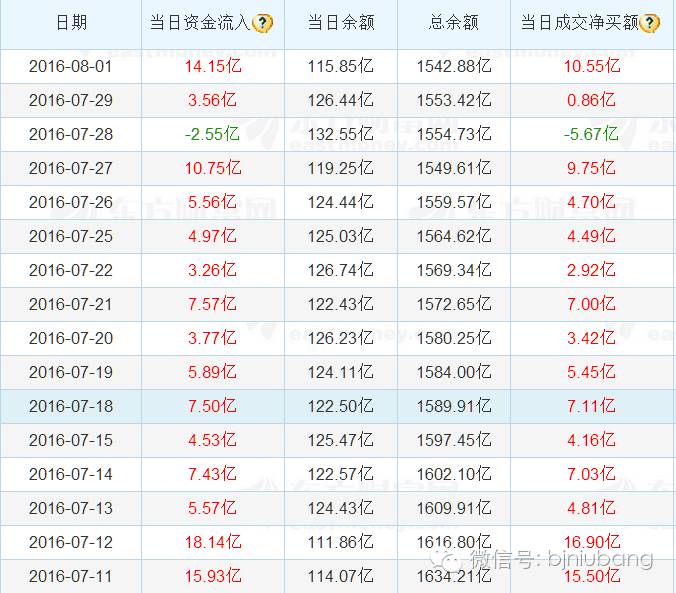 日期 当日资金流入 当日余额 总余额 当日成交净买额
2016-08-01 14.15亿 115.85亿 1542.88亿 10.55亿
2016-07-29 3.56亿 126.44亿 1553.42亿 0.86亿
2016-07-28 -2.55亿 132.55亿 1554.73亿 -5.67亿
2016-07-27 10.75亿 119.25亿 1549.61亿 9.75亿
2016-07-26 5.56亿 124.44亿 1559.57亿 4.70亿
2016-07-25 4.97亿 125.03亿 1564.62亿 4.49亿
2016-07-22 3.26亿 126.74亿 1569.34亿 2.92亿
2016-07-21 7.57亿 122.43亿 1572.65亿 7.00亿
2016-07-20 3.77亿 126.23亿 1580.25亿 3.42亿
2016-07-19 5.89亿 124.11亿 1584.00亿 5.45亿
2016-07-18 7.50亿 122.50亿 1589.91亿 7.11亿
2016-07-15 4.53亿 125.47亿 1597.45亿 4.16亿
2016-07-14 7.43亿 122.57亿 1602.10亿 7.03亿
2016-07-13 5.57亿 124.43亿 1609.91亿 4.81亿
2016-07-12 18.14亿 111.86亿 1616.80亿 16.90亿
微信号: bjniubang
2016-07-11 15.93亿 114.07亿 1634.21亿 15.50亿